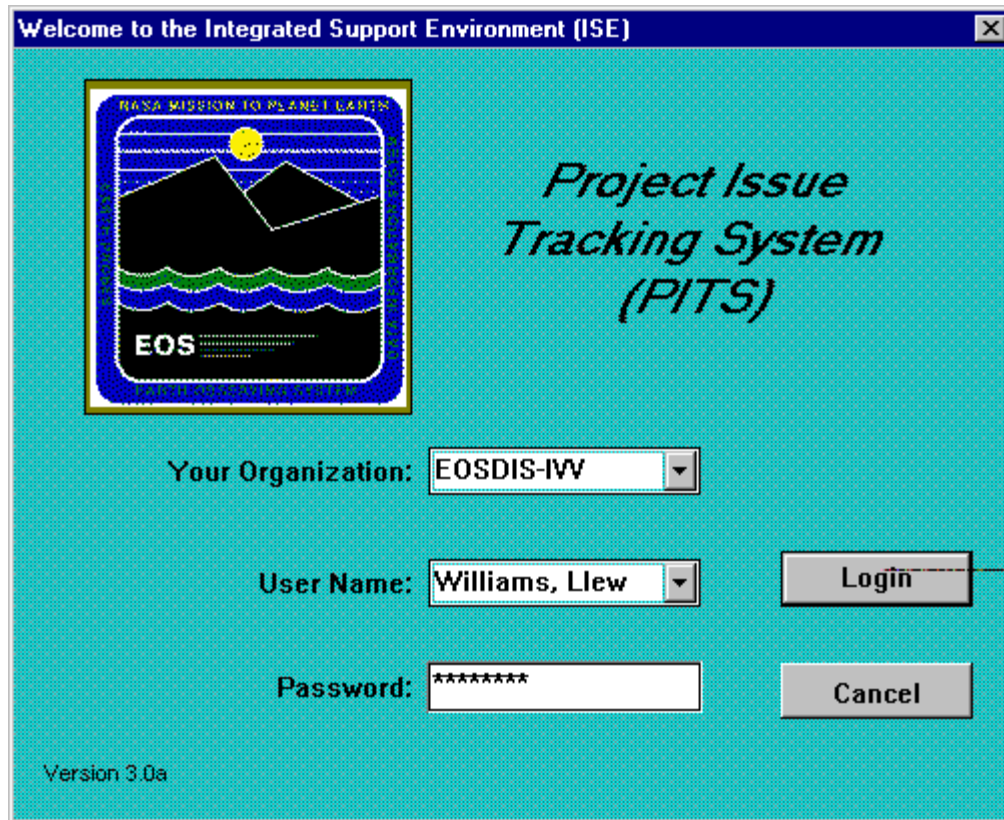 Welcome to the Integrated Support Environment (ISE)
NASA MISSION TO PLANET EARTH
EOS
EARTH OBSERVING SYSTEM
Project Issue
Tracking System
(PITS)
Your Organization: EOSDIS-IVV
User Name: Williams, Llew
Login
Password: ********
Cancel
Version 3.0a